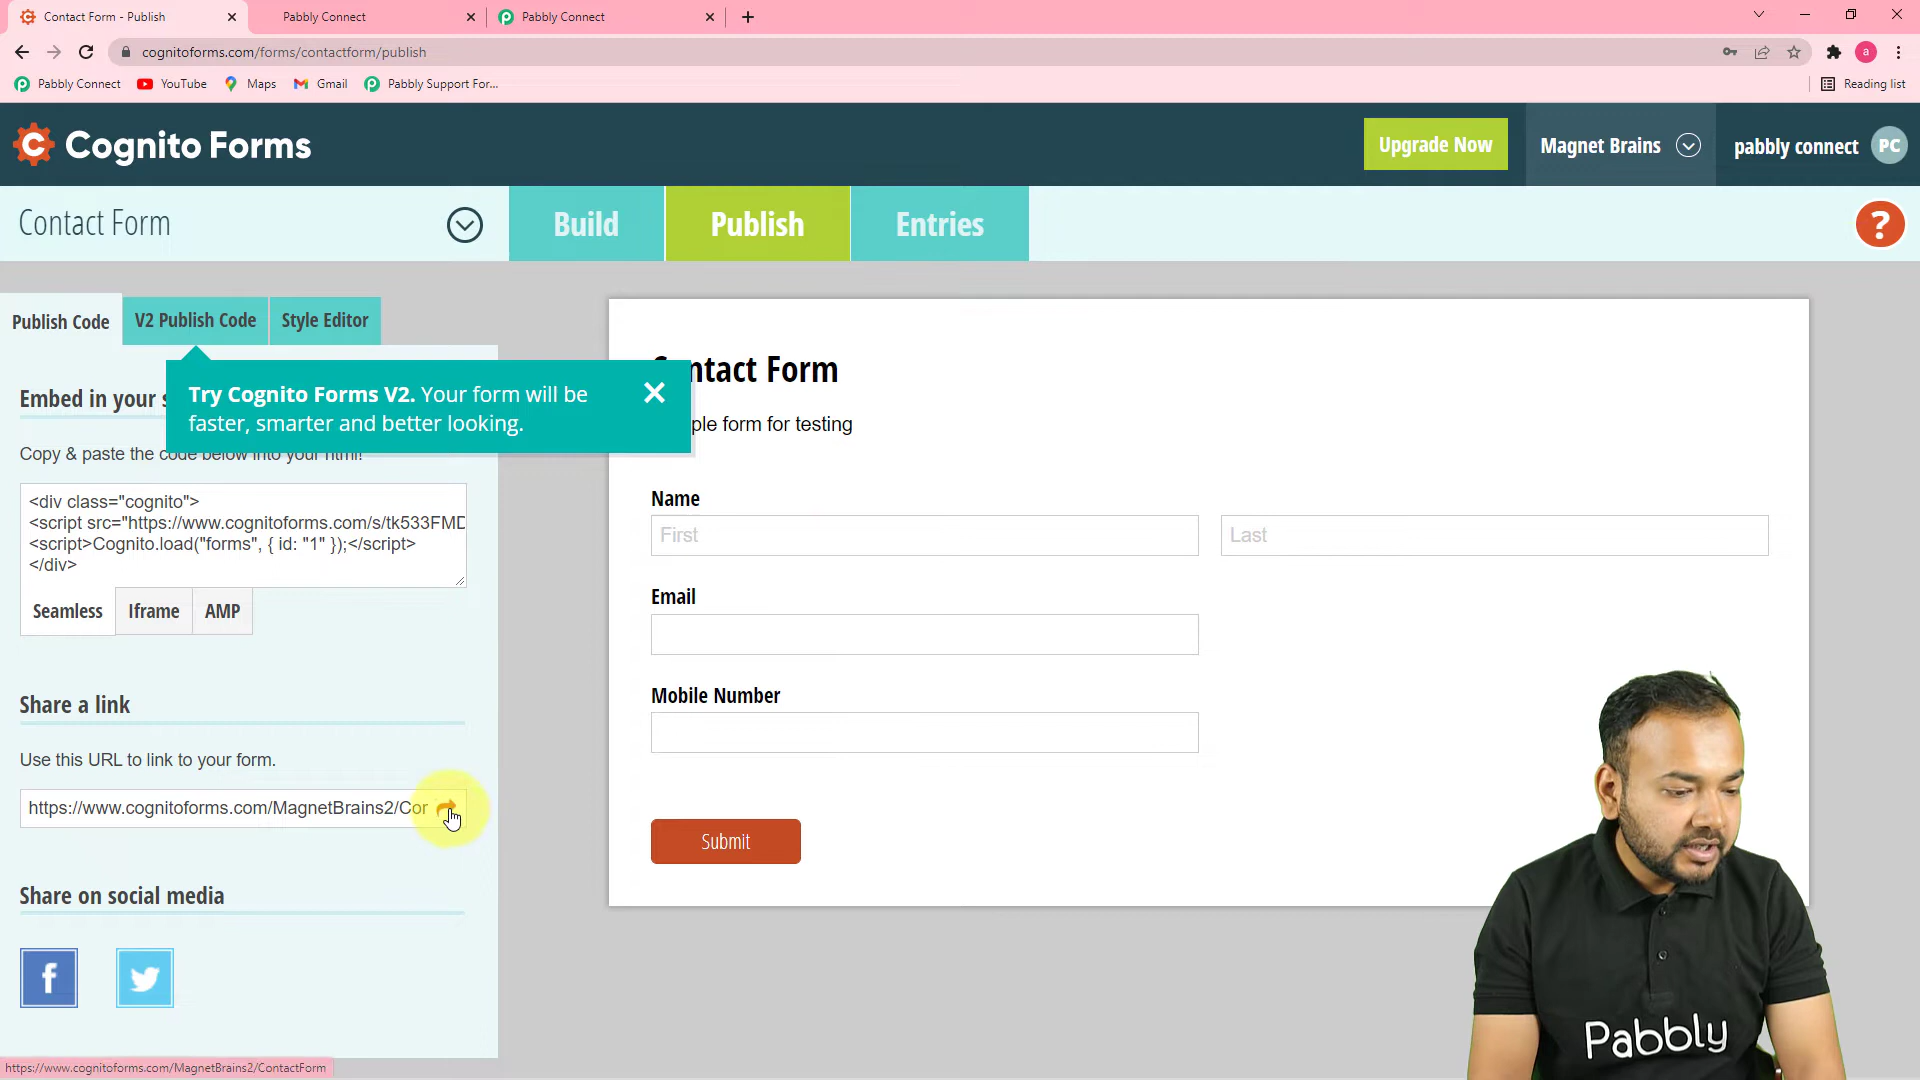 Contact Form - Publish
Pabbly Connect
Pabbly Connect
cognitoforms.com/forms/contactform/publish
a
Pabbly Connect
YouTube
Maps
Gmail
Pabbly Support For...
Reading list
Cognito Forms
Upgrade Now
Magnet Brains
pabbly connect
PC
Contact Form
Build
Publish
Entries
?
Publish Code
V2 Publish Code
Style Editor
Try Cognito Forms V2. Your form will be
faster, smarter and better looking.
Embed in your
Copy & paste the code below into your html!
<div class="cognito">
<script src="https://www.cognitoforms.com/s/tk533FM
<script>Cognito.load("forms", { id: "1" });</script>
</div>
Seamless
Iframe
AMP
Share a link
Use this URL to link to your form.
https://www.cognitoforms.com/MagnetBrains2/Cor
Share on social media
https://www.cognitoforms.com/MagnetBrains2/ContactForm
ntact Form
ple form for testing
Name
First
Last
Email
Mobile Number
Submit
Pabbly